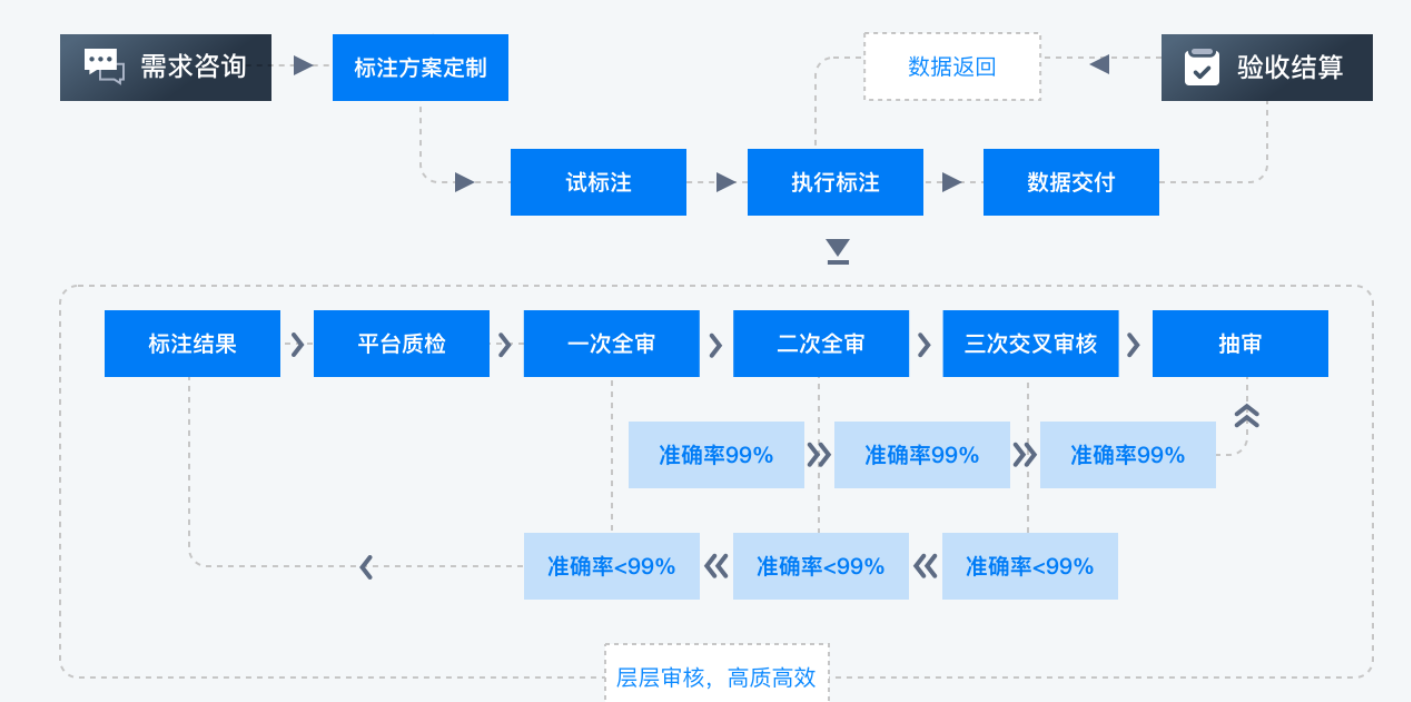 需求咨询
标注方案定制
数据返回
验收结算
试标注
执行标注
数据交付
标注结果
平台质检
一次全审
二次全审
三次交叉审核
抽审
准确率99%
准确率99%
准确率99%
准确率<99%
准确率<99%
准确率<99%
层层审核，高质高效